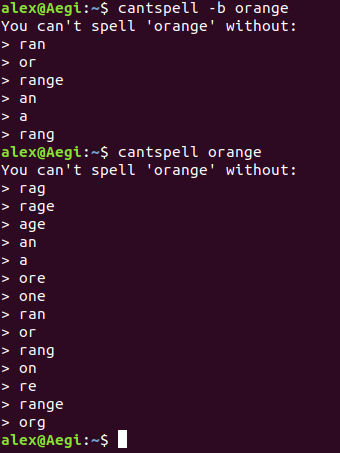 alex@Aegi:~$ cantspell -b orange
You can't spell 'orange' without:
> ran
> or
> range
> an
> a
> rang
alex@Aegi:~$ cantspell orange
You can't spell 'orange' without:
> rag
> rage
> age
> an
> a
> ore
> one
> ran
> or
> rang
> on
> re
> range
> org
alex@Aegi:~$